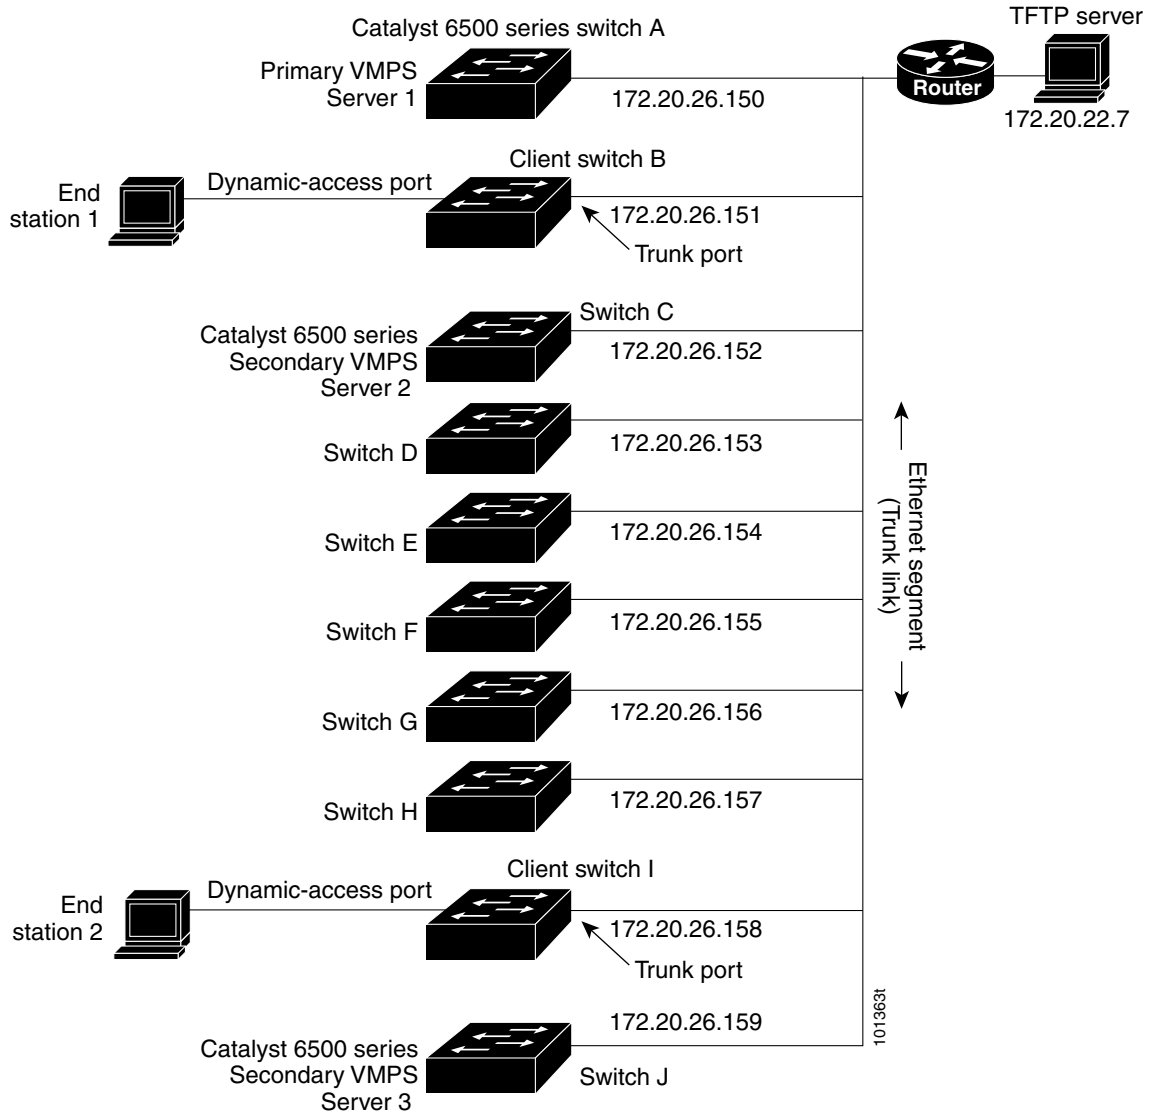 TFTP server
Catalyst 6500 series switch A
Primary VMPS
Server 1
172.20.26.150
Router
172.20.22.7
Client switch B
End
station 1
Dynamic-access port
172.20.26.151
Trunk port
Switch C
Catalyst 6500 series
Secondary VMPS
Server 2
172.20.26.152
Switch D
172.20.26.153
Ethernet segment
(Trunk link)
Switch E
172.20.26.154
Switch F
172.20.26.155
Switch G
172.20.26.156
Switch H
172.20.26.157
Client switch I
End
station 2
Dynamic-access port
172.20.26.158
Trunk port
172.20.26.159
Catalyst 6500 series
Secondary VMPS
Server 3
Switch J
101363t